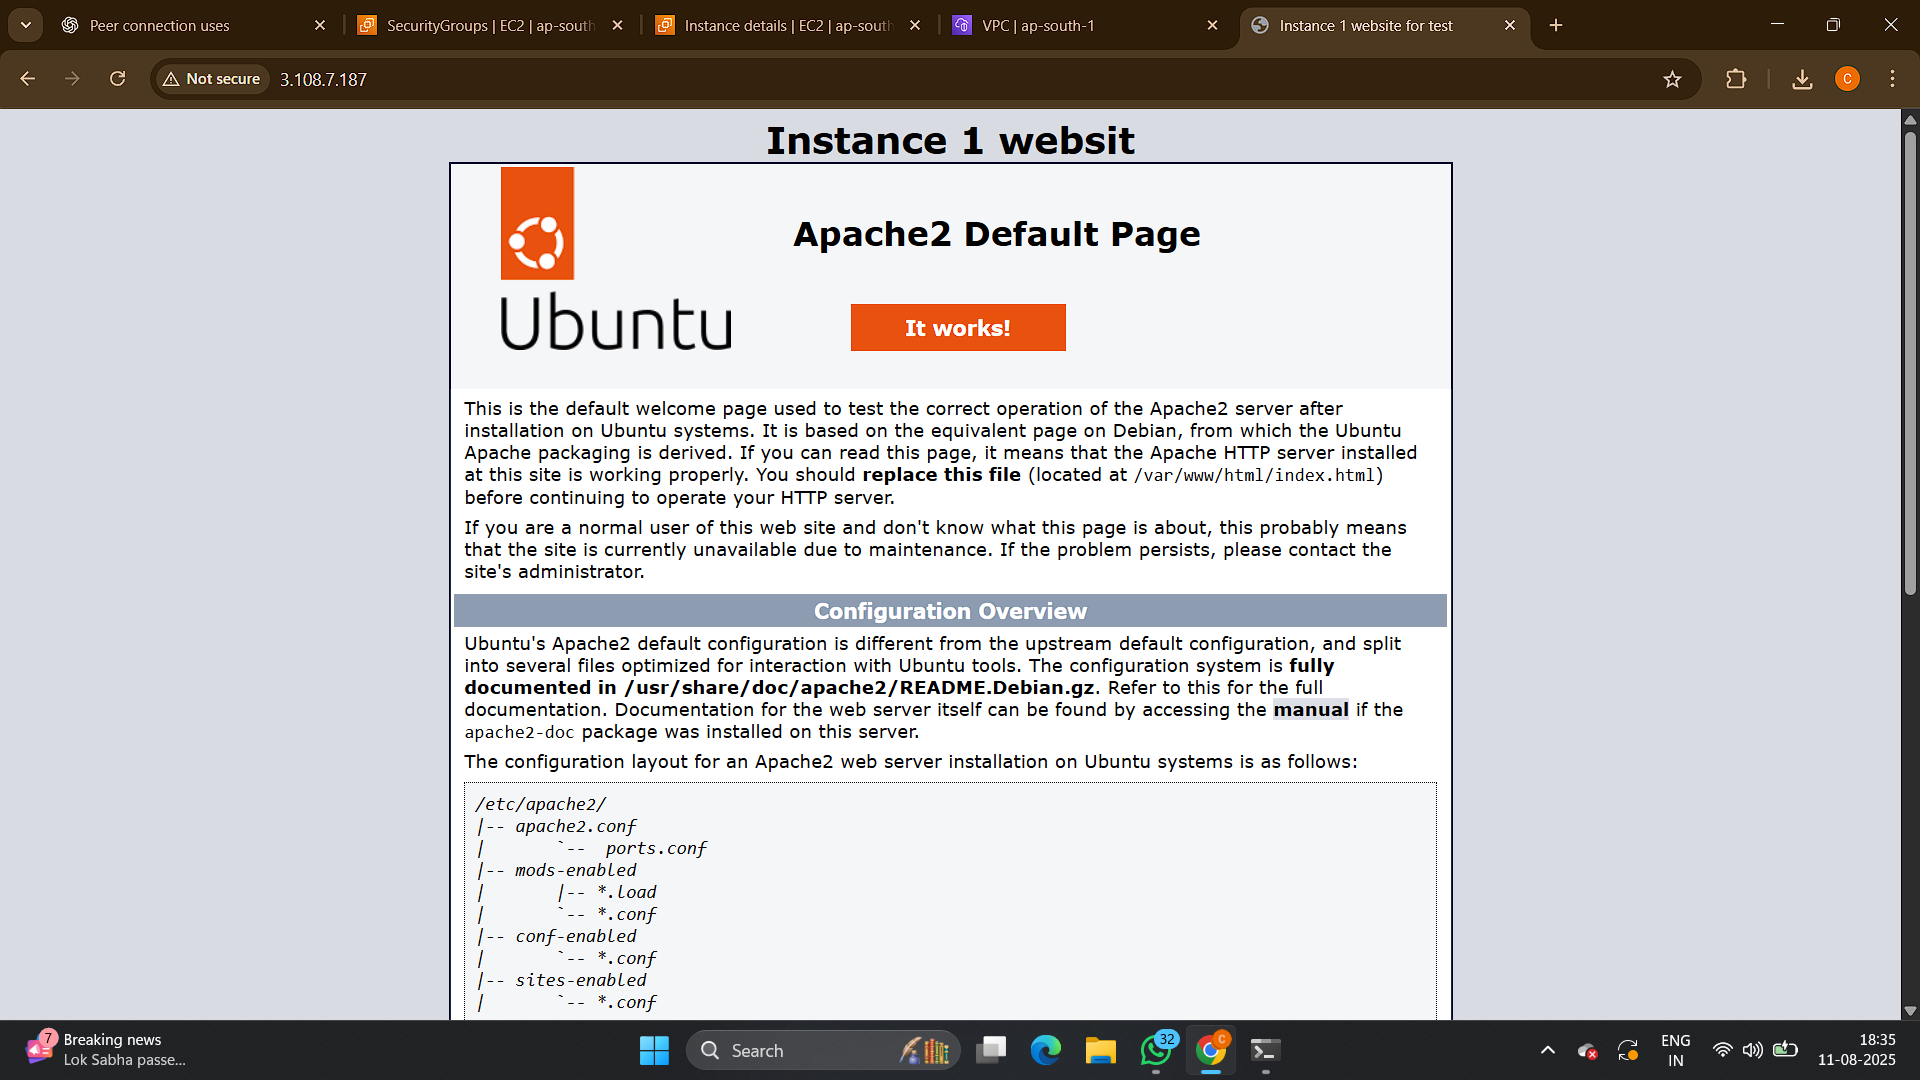 Peer connection uses
SecurityGroups | EC2 | ap-south
Instance details | EC2 | ap-south
VPC | ap-south-1
Instance 1 website for test
Not secure
3.108.7.187
C
Instance 1 websit
Ubuntu
Apache2 Default Page
It works!
This is the default welcome page used to test the correct operation of the Apache2 server after
installation on Ubuntu systems. It is based on the equivalent page on Debian, from which the Ubuntu
Apache packaging is derived. If you can read this page, it means that the Apache HTTP server installed
at this site is working properly. You should replace this file (located at /var/www/html/index.html)
before continuing to operate your HTTP server.
If you are a normal user of this web site and don't know what this page is about, this probably means
that the site is currently unavailable due to maintenance. If the problem persists, please contact the
site's administrator.
Configuration Overview
Ubuntu's Apache2 default configuration is different from the upstream default configuration, and split
into several files optimized for interaction with Ubuntu tools. The configuration system is fully
documented in /usr/share/doc/apache2/README.Debian.gz. Refer to this for the full
documentation. Documentation for the web server itself can be found by accessing the manual if the
apache2-doc package was installed on this server.
The configuration layout for an Apache2 web server installation on Ubuntu systems is as follows:
/etc/apache2/
|-- apache2.conf
|       `--  ports.conf
|-- mods-enabled
|       |-- *.load
|       `-- *.conf
|-- conf-enabled
|       `-- *.conf
|-- sites-enabled
|       `-- *.conf
7
Breaking news
Lok Sabha passe...
Search
32
C
ENG
IN
18:35
11-08-2025